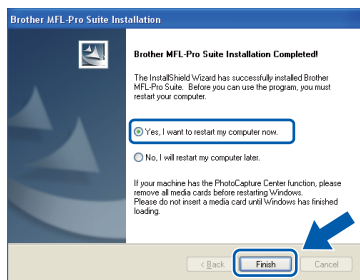 Brother MFL-Pro Suite Installation
Brother MFL-Pro Suite Installation Completed!
The InstallShield Wizard has successfully installed Brother
MFL-Pro Suite. Before you can use the program, you must
restart your computer.
Yes, I want to restart my computer now.
No, I will restart my computer later.
If your machine has the PhotoCapture Center function, please
remove all media cards before restarting Windows.
Please do not insert a media card until Windows has finished
loading.
< Back
Finish
Cancel